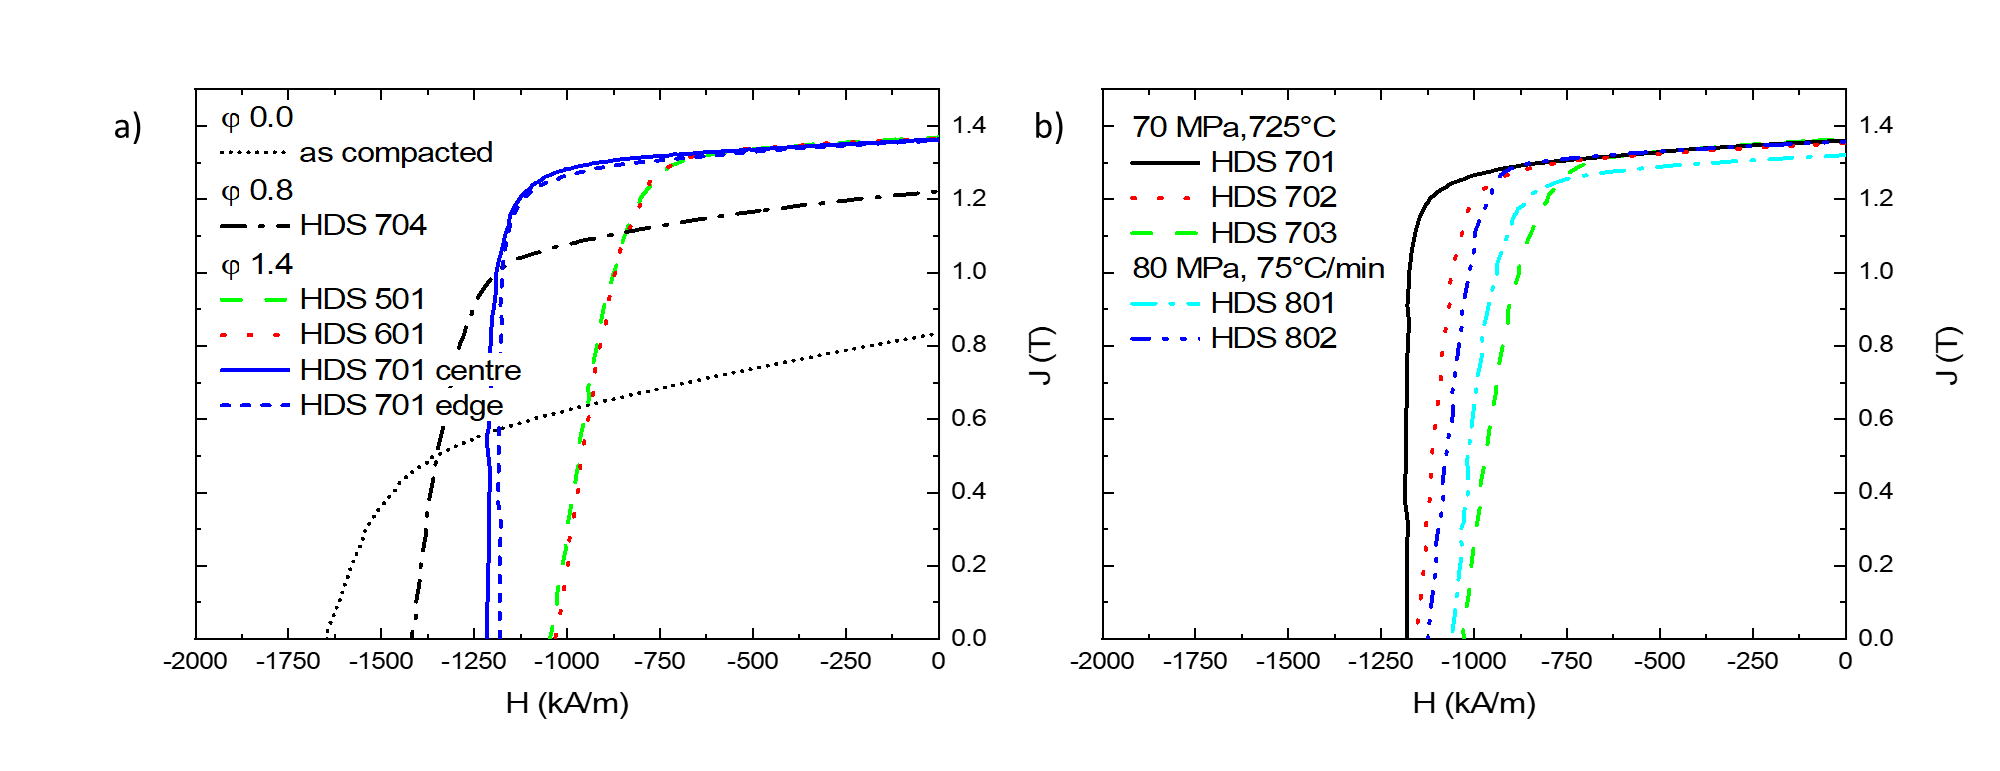 a)
φ 0.0
as compacted
φ 0.8
HDS 704
φ 1.4
HDS 501
HDS 601
HDS 701 centre
HDS 701 edge
1.4
1.2
1.0
0.8
0.6
0.4
0.2
0.0
J (T)
-2000 -1750 -1500 -1250 -1000 -750 -500 -250 0
H (kA/m)
b)
70 MPa,725°C
HDS 701
HDS 702
HDS 703
80 MPa, 75°C/min
HDS 801
HDS 802
1.4
1.2
1.0
0.8
0.6
0.4
0.2
0.0
J (T)
-2000 -1750 -1500 -1250 -1000 -750 -500 -250 0
H (kA/m)